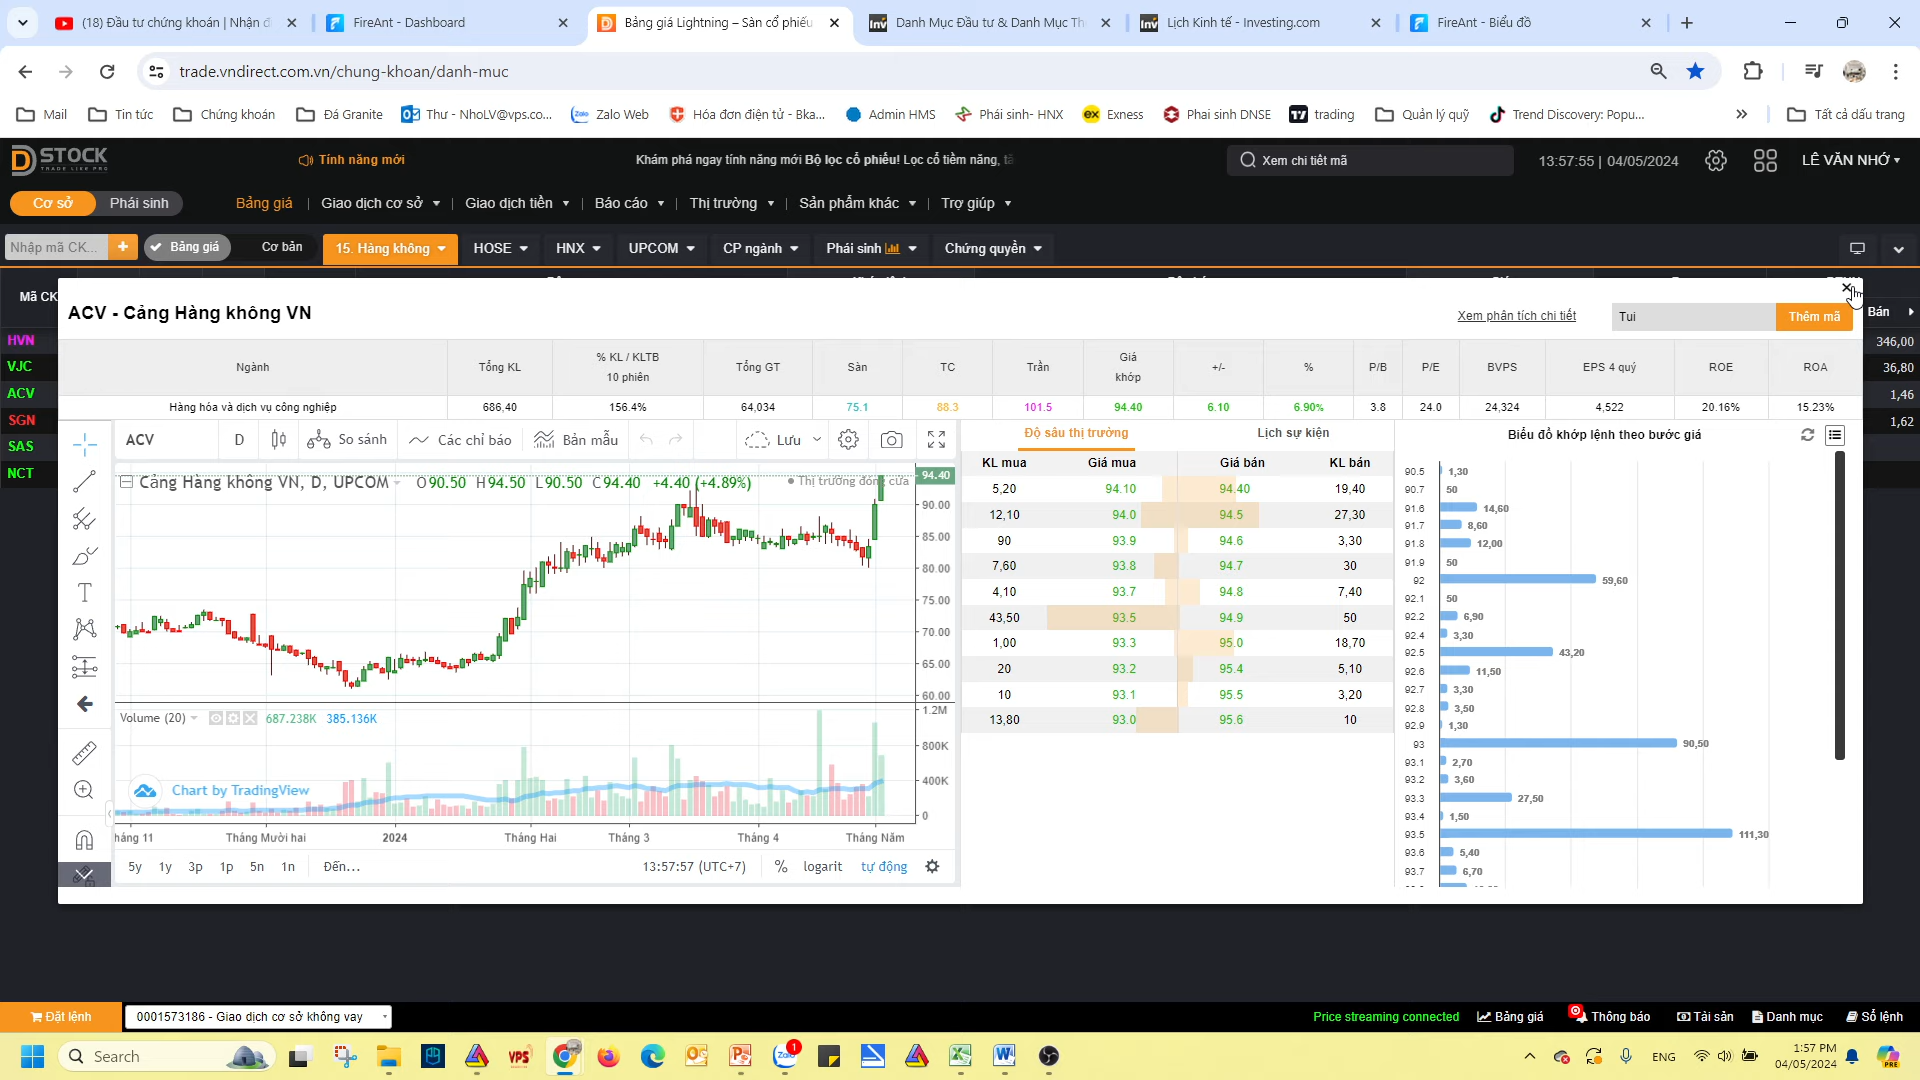 (18) Đầu tư chứng khoán | Nhận đ
FireAnt - Dashboard
Bảng giá Lightning – Sàn cổ phiếu
Danh Mục Đầu tư & Danh Mục Th
Lịch Kinh tế - Investing.com
FireAnt - Biểu đồ
trade.vndirect.com.vn/chung-khoan/danh-muc
Mail
Tin tức
Chứng khoán
Đá Granite
Thư - NhoLV@vps.co...
Zalo Web
Hóa đơn điện tử - Bka...
Admin HMS
Phái sinh- HNX
Exness
Phai sinh DNSE
trading
Quản lý quỹ
Trend Discovery: Popu...
Tất cả dấu trang
DSTOCK
TRADE LIKE PRO
Tính năng mới
Khám phá ngay tính năng mới Bộ lọc cổ phiếu! Lọc cổ tiềm năng, tă
Xem chi tiết mã
13:57:55 | 04/05/2024
LÊ VĂN NHỚ
Cơ sở
Phái sinh
Bảng giá
Giao dịch cơ sở
Giao dịch tiền
Báo cáo
Thị trường
Sản phẩm khác
Trợ giúp
Nhập mã CK...
+
Bảng giá
Cơ bản
15. Hàng không
HOSE
HNX
UPCOM
CP ngành
Phái sinh
Chứng quyền
Mã CK
Bán
HVN
346,00
VJC
36,80
ACV
1,46
SGN
1,62
SAS
NCT
ACV - Cảng Hàng không VN
Xem phân tích chi tiết
Tui
Thêm mã
Ngành
Tổng KL
% KL / KLTB
10 phiên
Tổng GT
Sàn
TC
Trần
Giá
khớp
+/-
%
P/B
P/E
BVPS
EPS 4 quý
ROE
ROA
Hàng hóa và dịch vụ công nghiệp
686,40
156.4%
64,034
75.1
88.3
101.5
94.40
6.10
6.90%
3.8
24.0
24,324
4,522
20.16%
15.23%
ACV
D
So sánh
Các chỉ báo
Bản mẫu
Lưu
Cảng Hàng không VN, D, UPCOM
O90.50 H94.50 L90.50 C94.40 +4.40 (+4.89%)
Thị trường đóng cửa
94.40
90.00
85.00
80.00
75.00
70.00
65.00
60.00
Volume (20)
687.238K
385.136K
1.2M
800K
400K
0
Chart by TradingView
háng 11
Tháng Mười hai
2024
Tháng Hai
Tháng 3
Tháng 4
Tháng Năm
5y
1y
3p
1p
5n
1n
Đến...
13:57:57 (UTC+7)
%
logarit
tự động
Độ sâu thị trường
Lịch sự kiện
KL mua
Giá mua
Giá bán
KL bán
5,20 94.10 94.40 19,40
12,10 94.0 94.5 27,30
90 93.9 94.6 3,30
7,60 93.8 94.7 30
4,10 93.7 94.8 7,40
43,50 93.5 94.9 50
1,00 93.3 95.0 18,70
20 93.2 95.4 5,10
10 93.1 95.5 3,20
13,80 93.0 95.6 10
Biểu đồ khớp lệnh theo bước giá
90.5 1,30
90.7 50
91.6 14,60
91.7 8,60
91.8 12,00
91.9 50
92 59,60
92.1 50
92.2 6,90
92.4 3,30
92.5 43,20
92.6 11,50
92.7 3,30
92.8 3,50
92.9 1,30
93 90,50
93.1 2,70
93.2 3,60
93.3 27,50
93.4 1,50
93.5 111,30
93.6 5,40
93.7 6,70
Đặt lệnh
0001573186 - Giao dịch cơ sở không vay
Price streaming connected
Bảng giá
Thông báo
Tài sản
Danh mục
Sổ lệnh
Search
VPS
Zalo
1
ENG
1:57 PM
04/05/2024
PRE